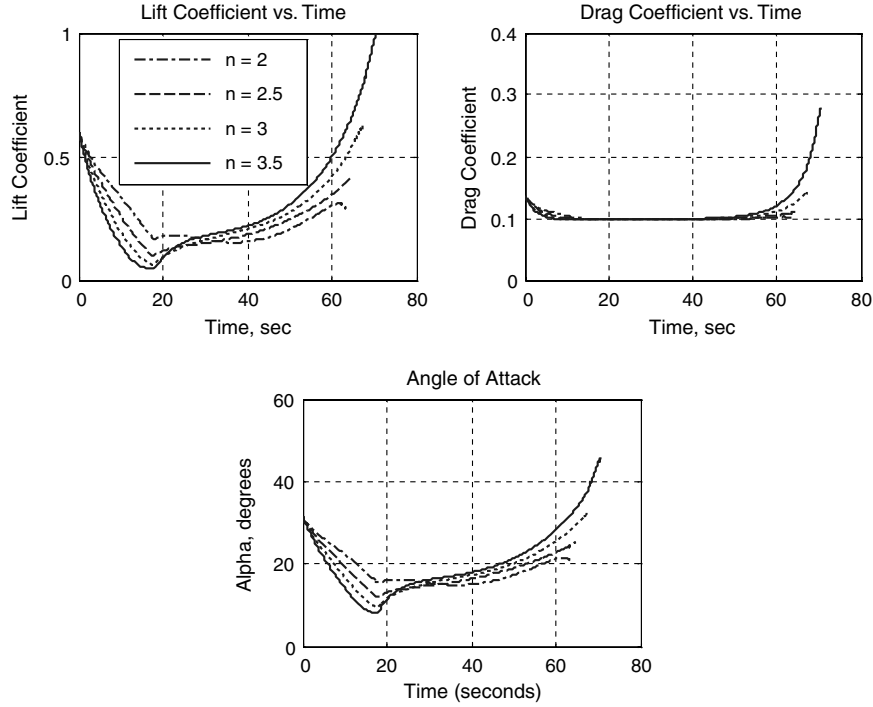 Lift Coefficient vs. Time
Lift Coefficient
1
0.5
0
n = 2
n = 2.5
n = 3
n = 3.5
0 20 40 60 80
Time, sec
Drag Coefficient vs. Time
Drag Coefficient
0.4
0.3
0.2
0.1
0
0 20 40 60 80
Time, sec
Angle of Attack
Alpha, degrees
60
40
20
0
0 20 40 60 80
Time (seconds)